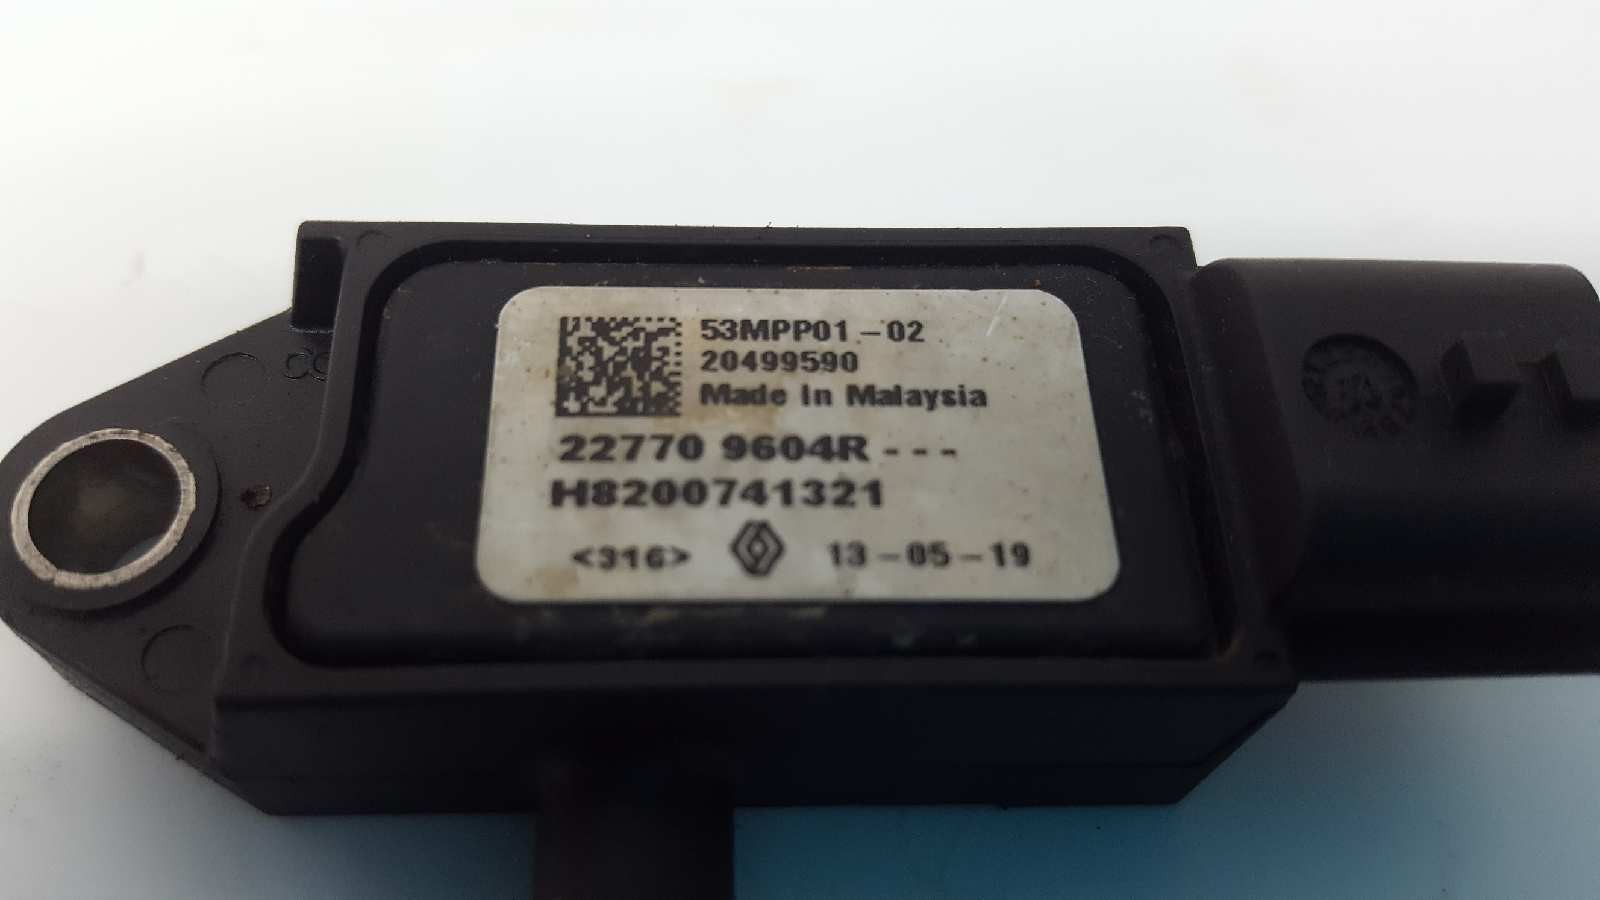 53MPP01-02
20499590
Made In Malaysia
22770 9604R---
H8200741321
<316> 13-05-19